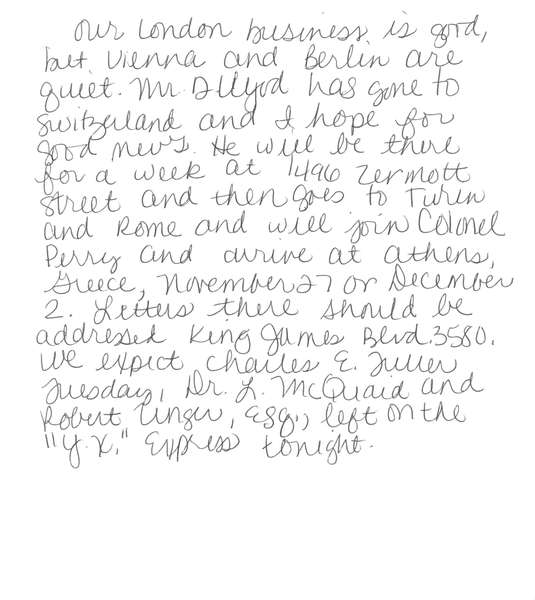 Our London business is good,
but Vienna and Berlin are
quiet. Mr. D Llyod has gone to
Switzerland and I hope for
good news. He will be there
for a week at 1496 Zermott
Street and then goes to Turin
and Rome and will join Colonel
Perry and arrive at Athens,
Greece, November 27 or December
2. Letters there should be
addressed King James Blvd. 3580.
We expect Charles E. Fuller
Tuesday, Dr. L. McQuaid and
Robert Unger, Esq., left on the
"Y.X." Express tonight.